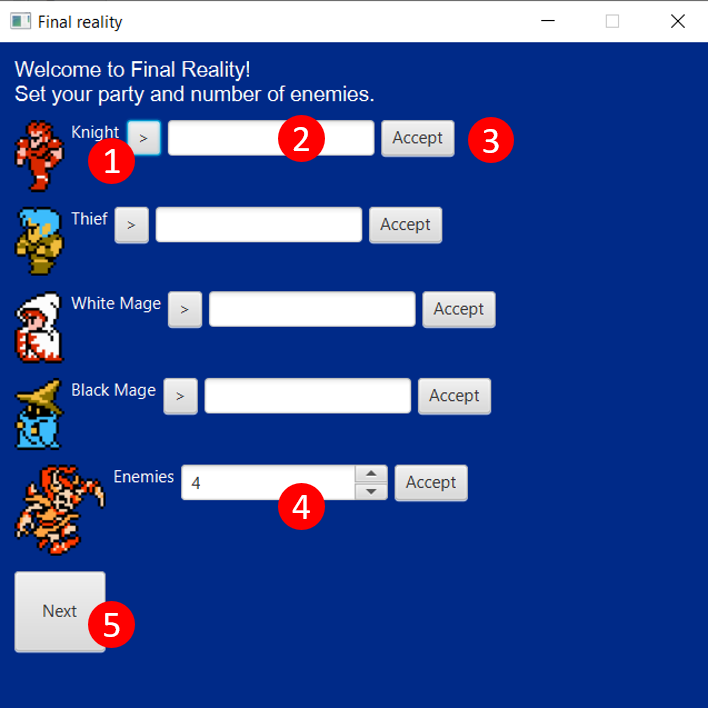 Final reality
Welcome to Final Reality!
Set your party and number of enemies.
Knight > 2 Accept 3
1
Thief > Accept
White Mage > Accept
Black Mage > Accept
Enemies 4 Accept
4
Next
5